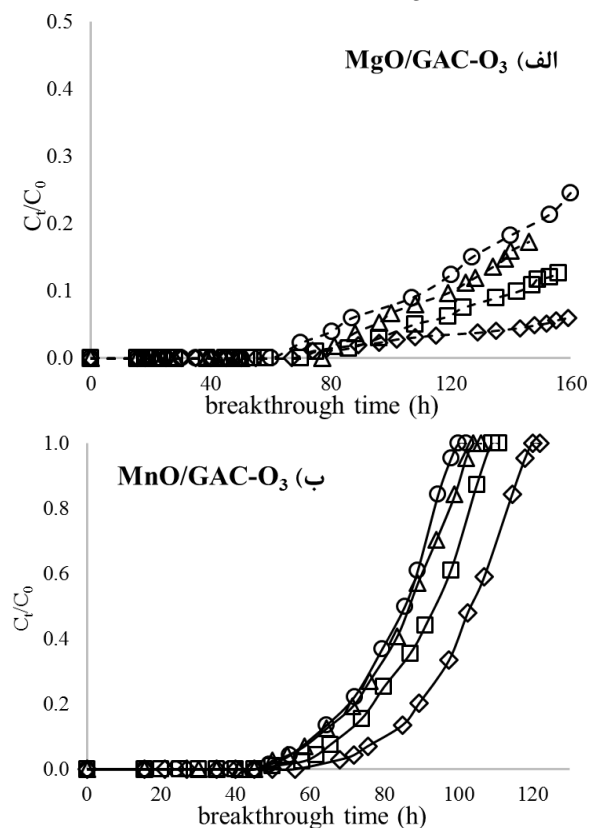 الف) MgO/GAC-O₃
0.5
0.4
0.3
0.2
0.1
0.0
Cₜ/C₀
0 40 80 120 160
breakthrough time (h)
ب) MnO/GAC-O₃
1.0
0.8
0.6
0.4
0.2
0.0
Cₜ/C₀
0 20 40 60 80 100 120
breakthrough time (h)